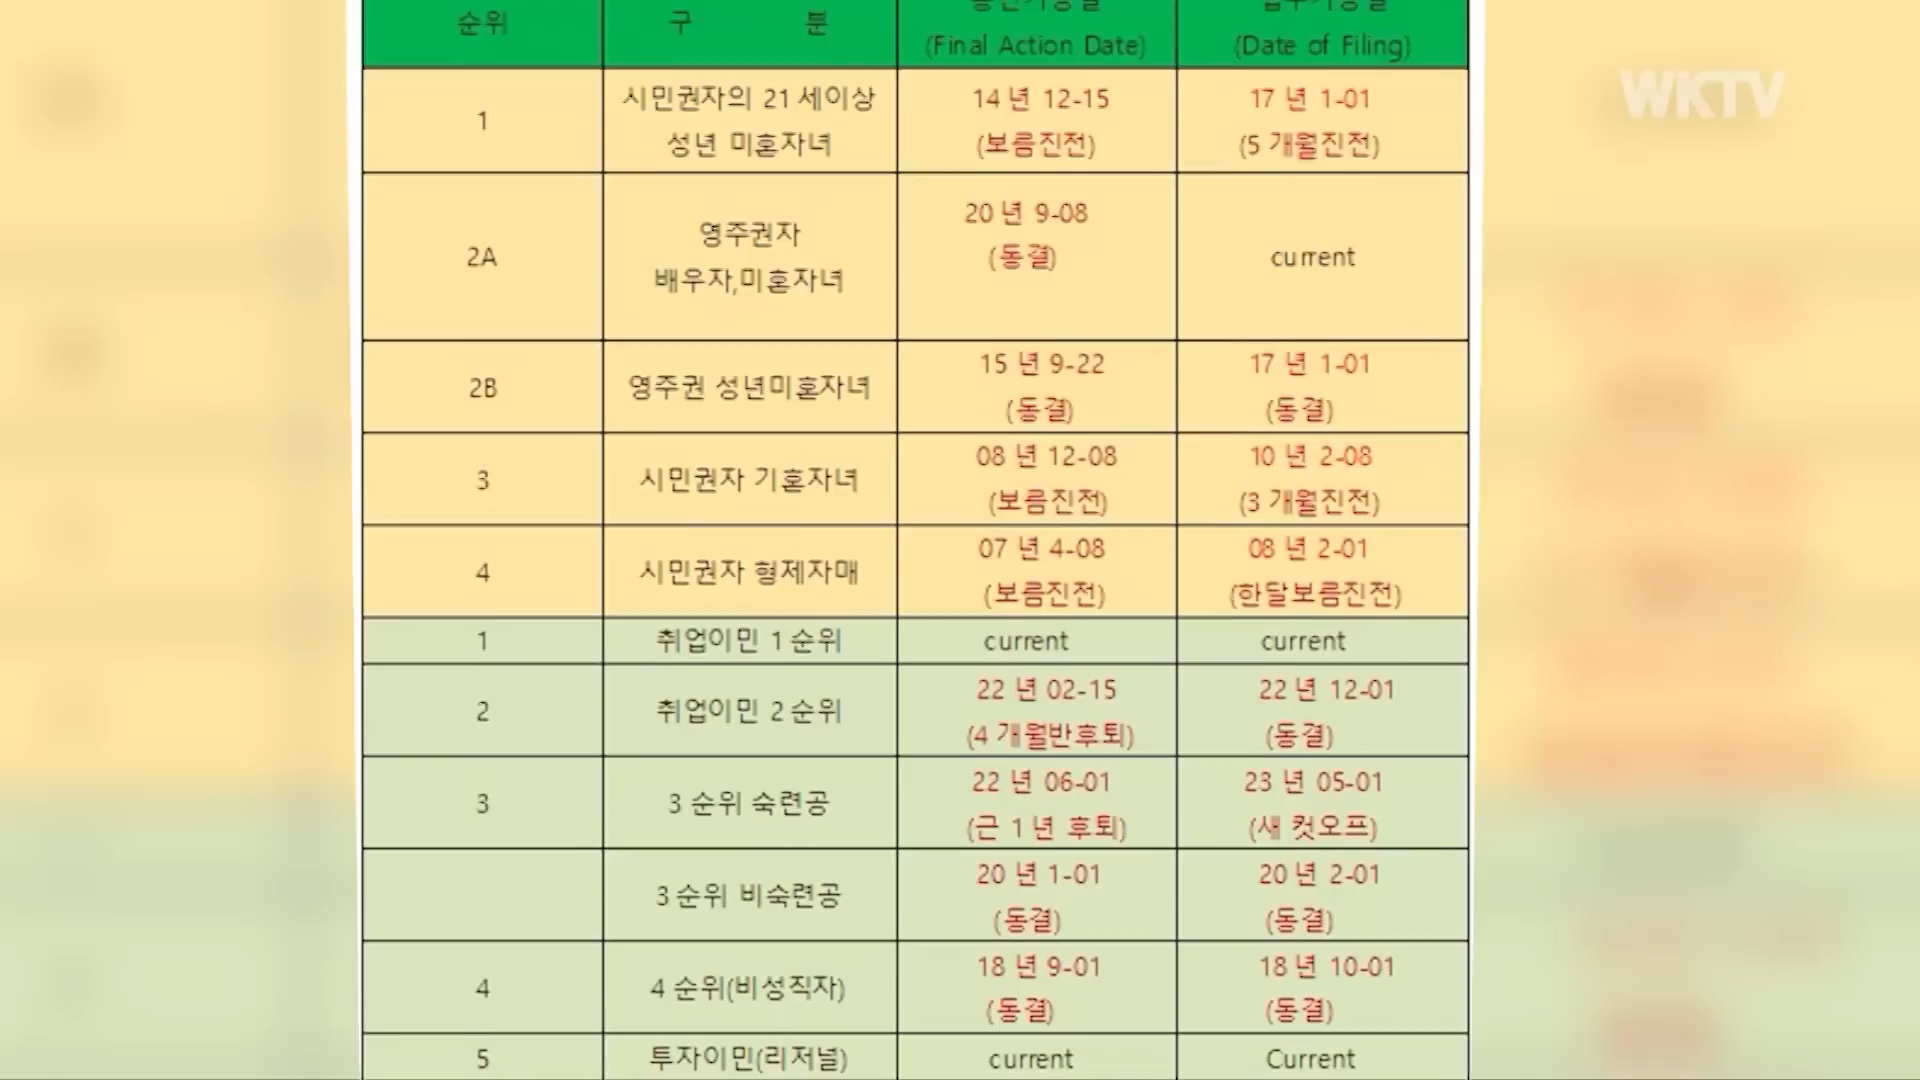 순위 구 분 (Final Action Date) (Date of Filing)
WKTV
1 시민권자의 21 세이상 성년 미혼자녀 14 년 12-15 (보름진전) 17 년 1-01 (5 개월진전)
2A 영주권자 배우자,미혼자녀 20 년 9-08 (동결) current
2B 영주권 성년미혼자녀 15 년 9-22 (동결) 17 년 1-01 (동결)
3 시민권자 기혼자녀 08 년 12-08 (보름진전) 10 년 2-08 (3 개월진전)
4 시민권자 형제자매 07 년 4-08 (보름진전) 08 년 2-01 (한달보름진전)
1 취업이민 1 순위 current current
2 취업이민 2 순위 22 년 02-15 (4 개월반후퇴) 22 년 12-01 (동결)
3 3 순위 숙련공 22 년 06-01 (근 1 년 후퇴) 23 년 05-01 (새 컷오프)
3 순위 비숙련공 20 년 1-01 (동결) 20 년 2-01 (동결)
4 4 순위(비성직자) 18 년 9-01 (동결) 18 년 10-01 (동결)
5 투자이민(리저널) current Current